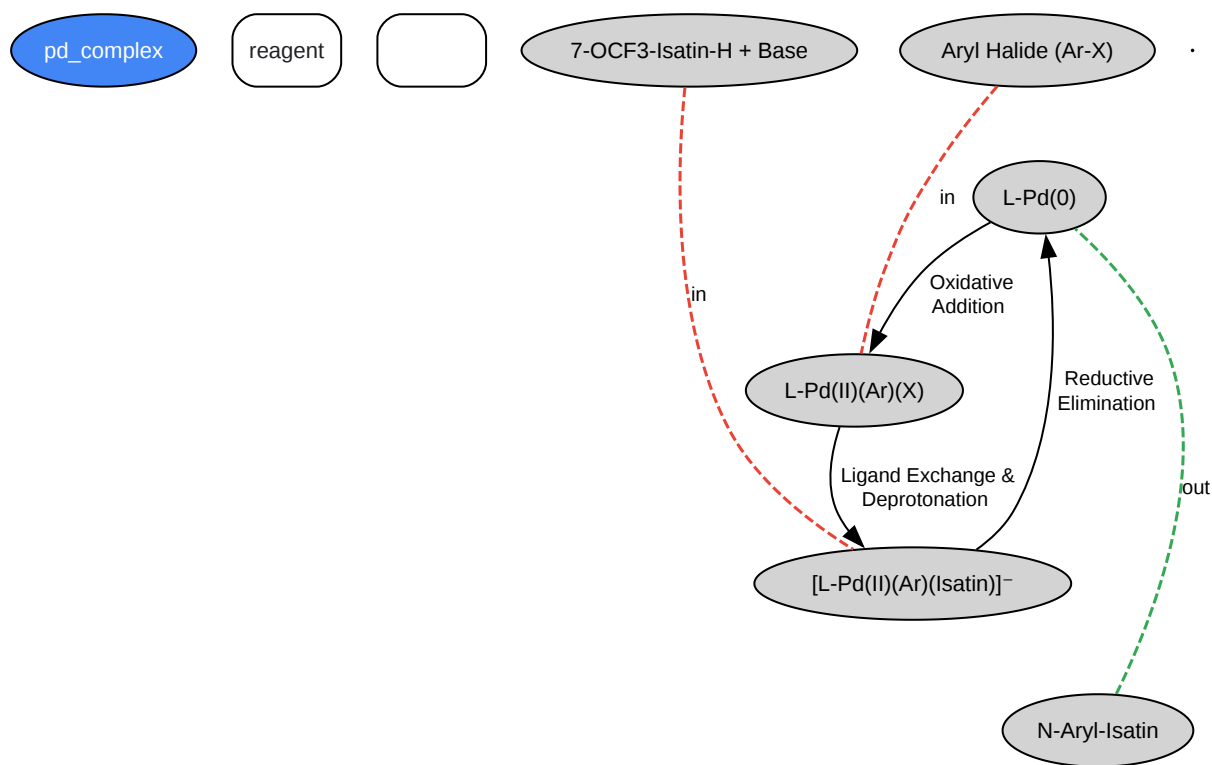 pd_complex
reagent
7-OCF3-Isatin-H + Base
Aryl Halide (Ar-X)
.
in
L-Pd(0)
Oxidative
Addition
in
L-Pd(II)(Ar)(X)
Reductive
Elimination
Ligand Exchange &
Deprotonation
out
[L-Pd(II)(Ar)(Isatin)]⁻
N-Aryl-Isatin